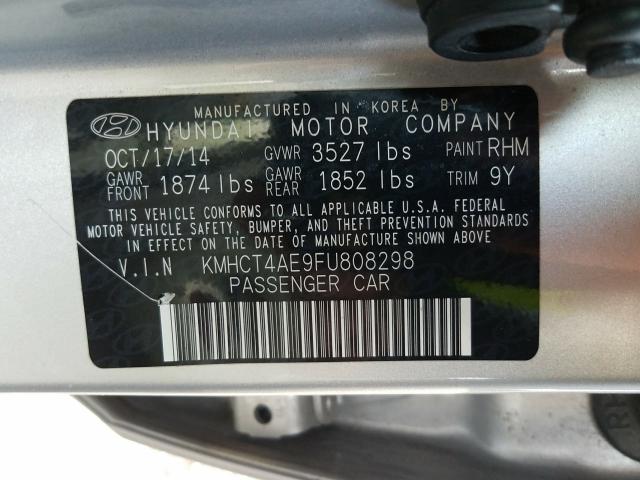 MANUFACTURED IN KOREA BY
HYUNDAI MOTOR COMPANY
OCT/17/14 GVWR 3527 lbs PAINT RHM
GAWR FRONT 1874 lbs GAWR REAR 1852 lbs TRIM 9Y
THIS VEHICLE CONFORMS TO ALL APPLICABLE U.S.A. FEDERAL
MOTOR VEHICLE SAFETY, BUMPER, AND THEFT PREVENTION STANDARDS
IN EFFECT ON THE DATE OF MANUFACTURE SHOWN ABOVE
V.I.N KMHCT4AE9FU808298
PASSENGER CAR